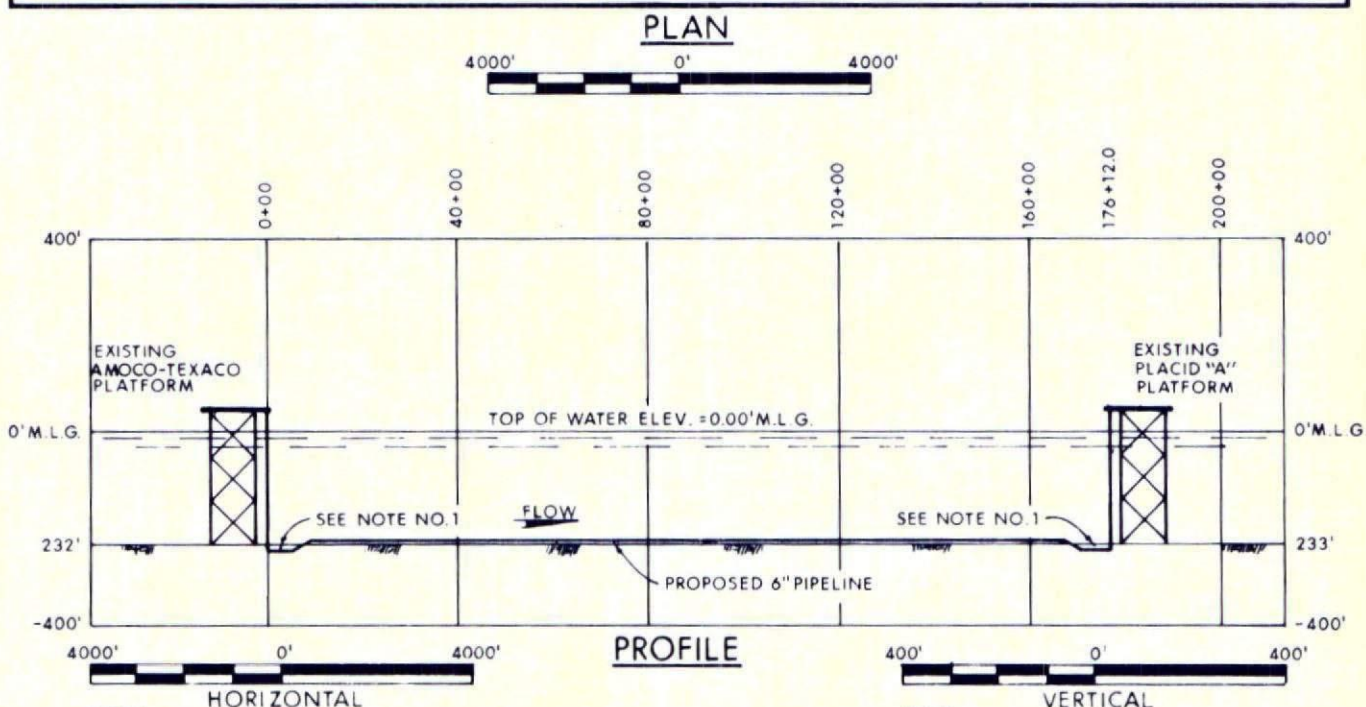 PLAN
4000' 0' 4000'
0+00
40+00
80+00
120+00
160+00
176+12.0
200+00
400'
400'
EXISTING
AMOCO-TEXACO
PLATFORM
EXISTING
PLACID "A"
PLATFORM
TOP OF WATER ELEV. =0.00'M.L.G.
0'M.L.G.
0'M.L.G
SEE NOTE NO.1
FLOW
SEE NOTE NO.1
232'
233'
PROPOSED 6" PIPELINE
-400'
-400'
PROFILE
4000' 0' 4000'
HORIZONTAL
400' 0' 400'
VERTICAL